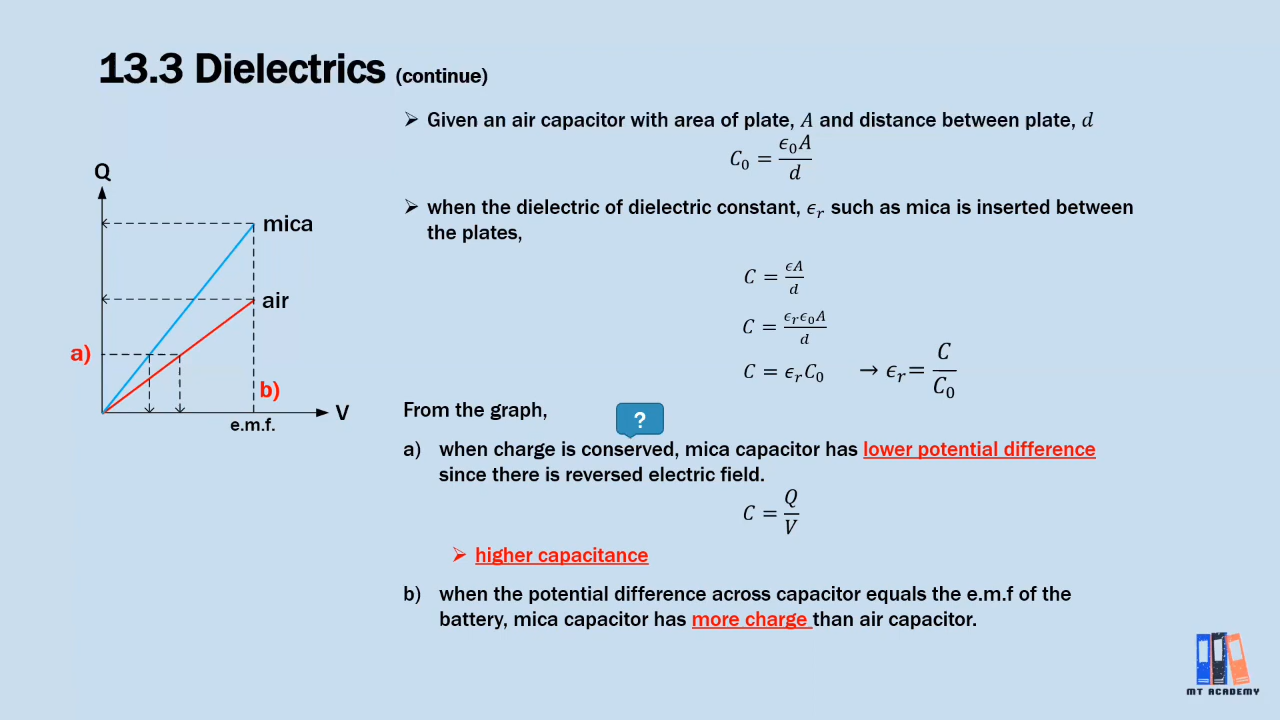 13.3 Dielectrics (continue)
➢ Given an air capacitor with area of plate, A and distance between plate, d
C₀ = ϵ₀A / d
➢ when the dielectric of dielectric constant, ϵᵣ such as mica is inserted between
the plates,
C = ϵA / d
C = ϵᵣϵ₀A / d
C = ϵᵣC₀ → ϵᵣ = C / C₀
From the graph,
?
a) when charge is conserved, mica capacitor has lower potential difference
since there is reversed electric field.
C = Q / V
➢ higher capacitance
b) when the potential difference across capacitor equals the e.m.f of the
battery, mica capacitor has more charge than air capacitor.
Q
mica
air
a)
b)
V
e.m.f.
MT ACADEMY